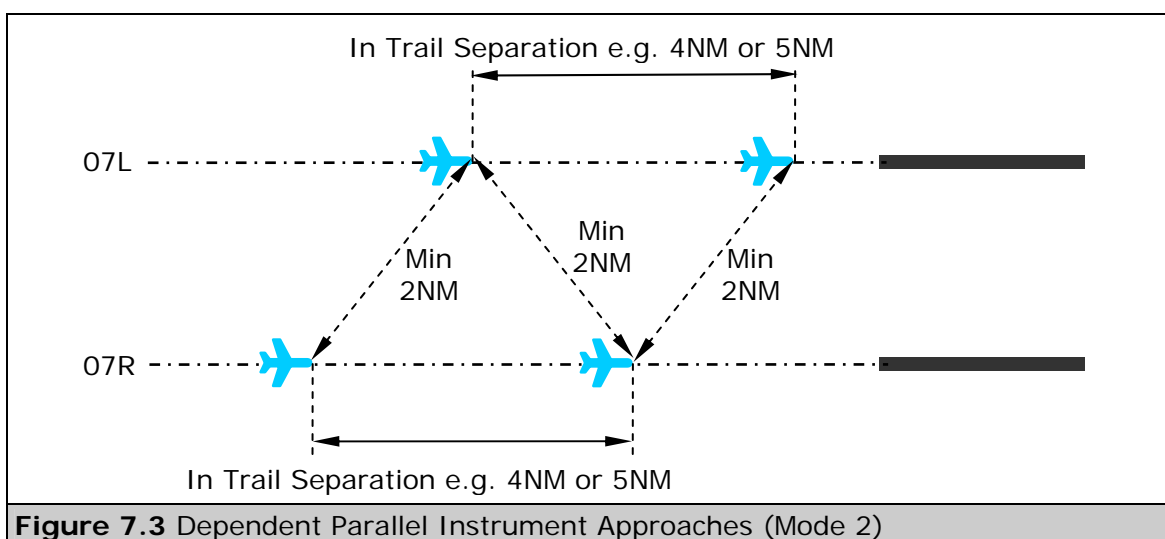 In Trail Separation e.g. 4NM or 5NM
07L
Min
2NM
Min
2NM
Min
2NM
07R
In Trail Separation e.g. 4NM or 5NM
Figure 7.3 Dependent Parallel Instrument Approaches (Mode 2)